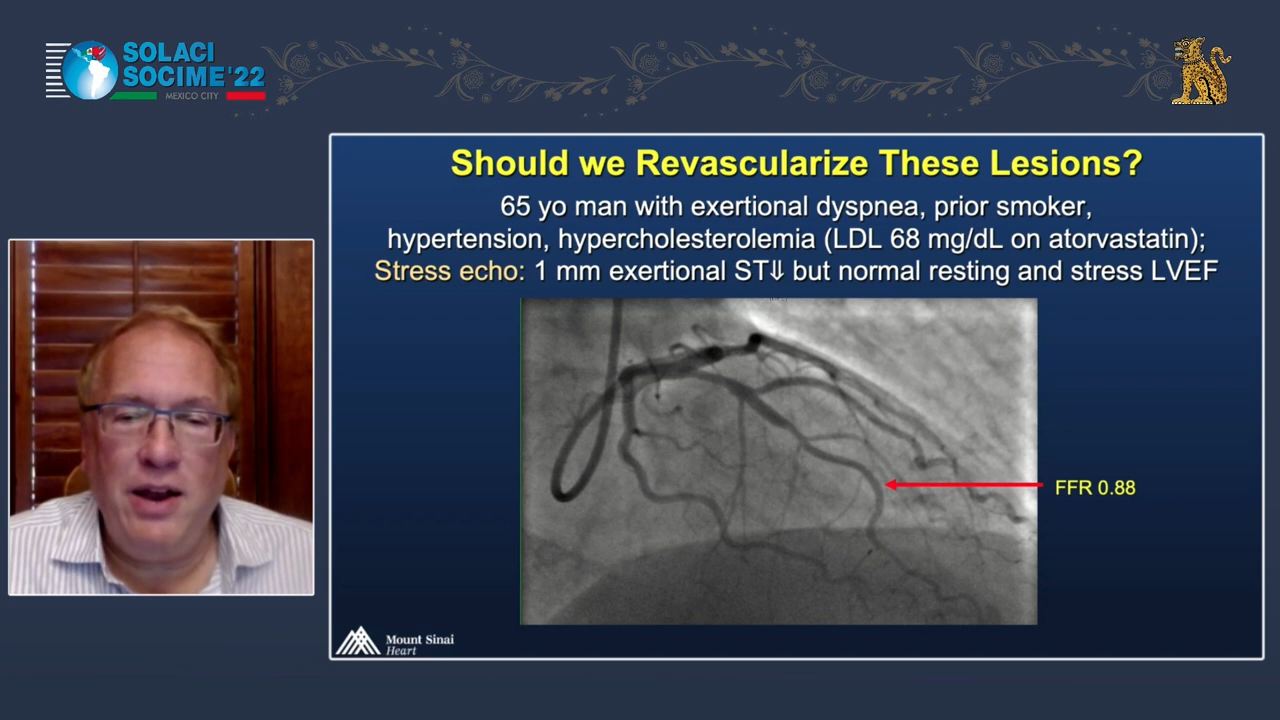 SOLACI
SOCIME'22
MEXICO CITY
Should we Revascularize These Lesions?
65 yo man with exertional dyspnea, prior smoker,
hypertension, hypercholesterolemia (LDL 68 mg/dL on atorvastatin);
Stress echo: 1 mm exertional ST⇓ but normal resting and stress LVEF
FFR 0.88
Mount Sinai
Heart